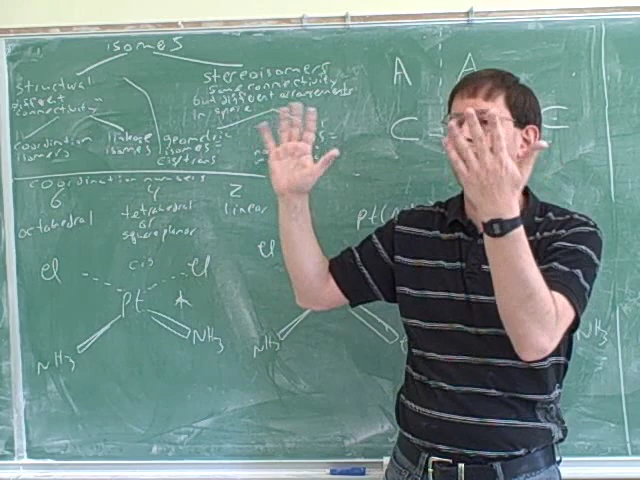 isomers
structural
different
connectivity
coordination
isomers
linkage
isomers
geometric
isomers =
cis/trans
stereoisomers
same connectivity
but different arrangements
in space
A A
C C
coordination numbers
6 4 2
octahedral
tetrahedral
or
square planar
linear
Pt(
cis
Cl Cl
Pt
NH3 NH3
Cl
NH3
NH3